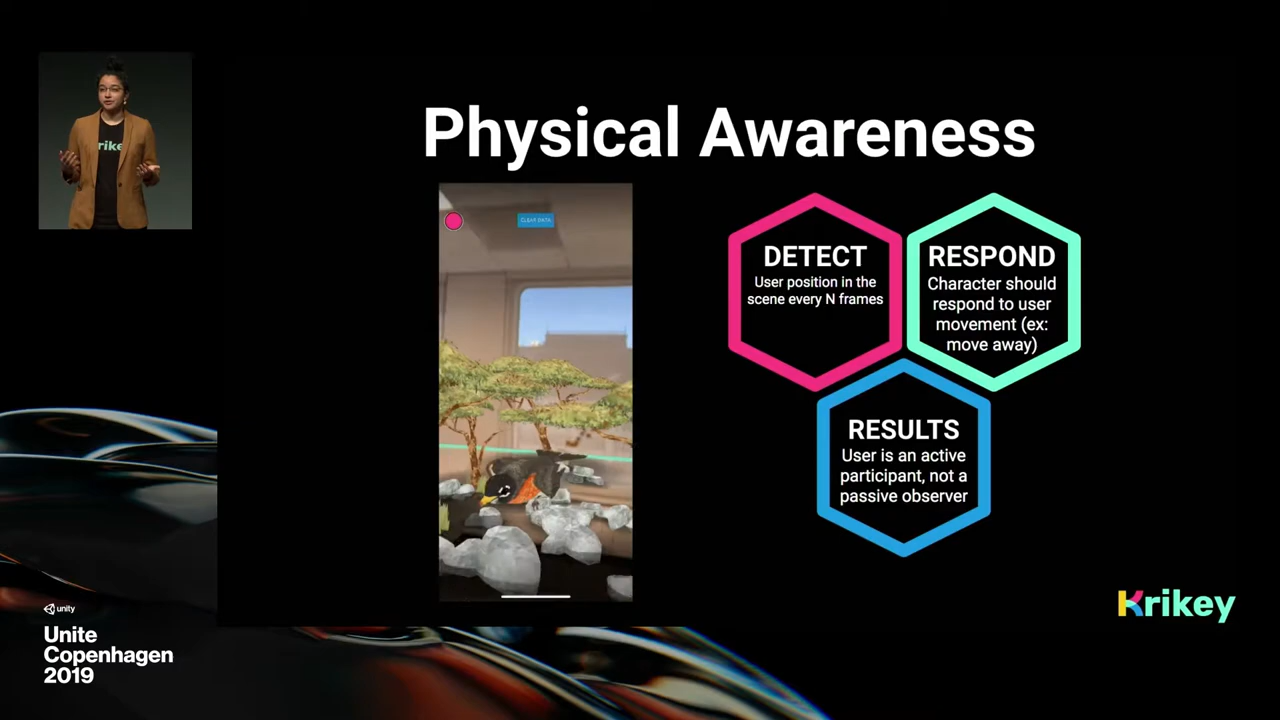 Physical Awareness
rike
CLEAR DATA
DETECT
User position in the
scene every N frames
RESPOND
Character should
respond to user
movement (ex:
move away)
RESULTS
User is an active
participant, not a
passive observer
Krikey
unity
Unite
Copenhagen
2019